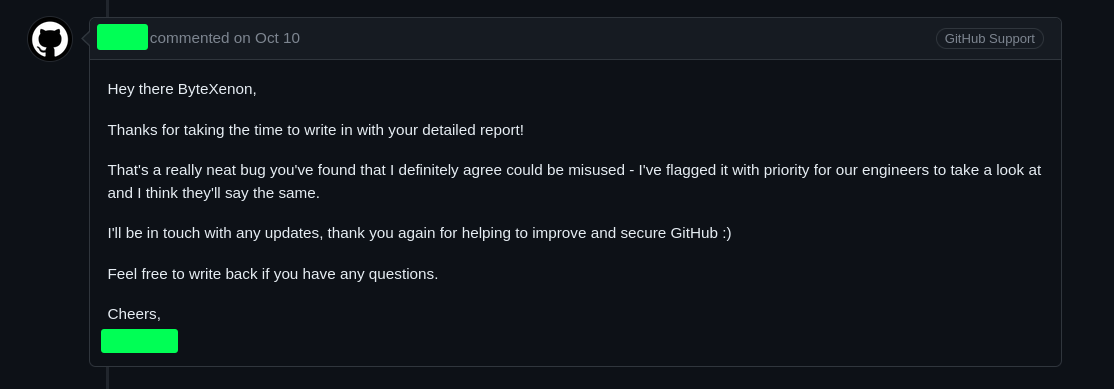 commented on Oct 10
GitHub Support
Hey there ByteXenon,
Thanks for taking the time to write in with your detailed report!
That's a really neat bug you've found that I definitely agree could be misused - I've flagged it with priority for our engineers to take a look at
and I think they'll say the same.
I'll be in touch with any updates, thank you again for helping to improve and secure GitHub :)
Feel free to write back if you have any questions.
Cheers,